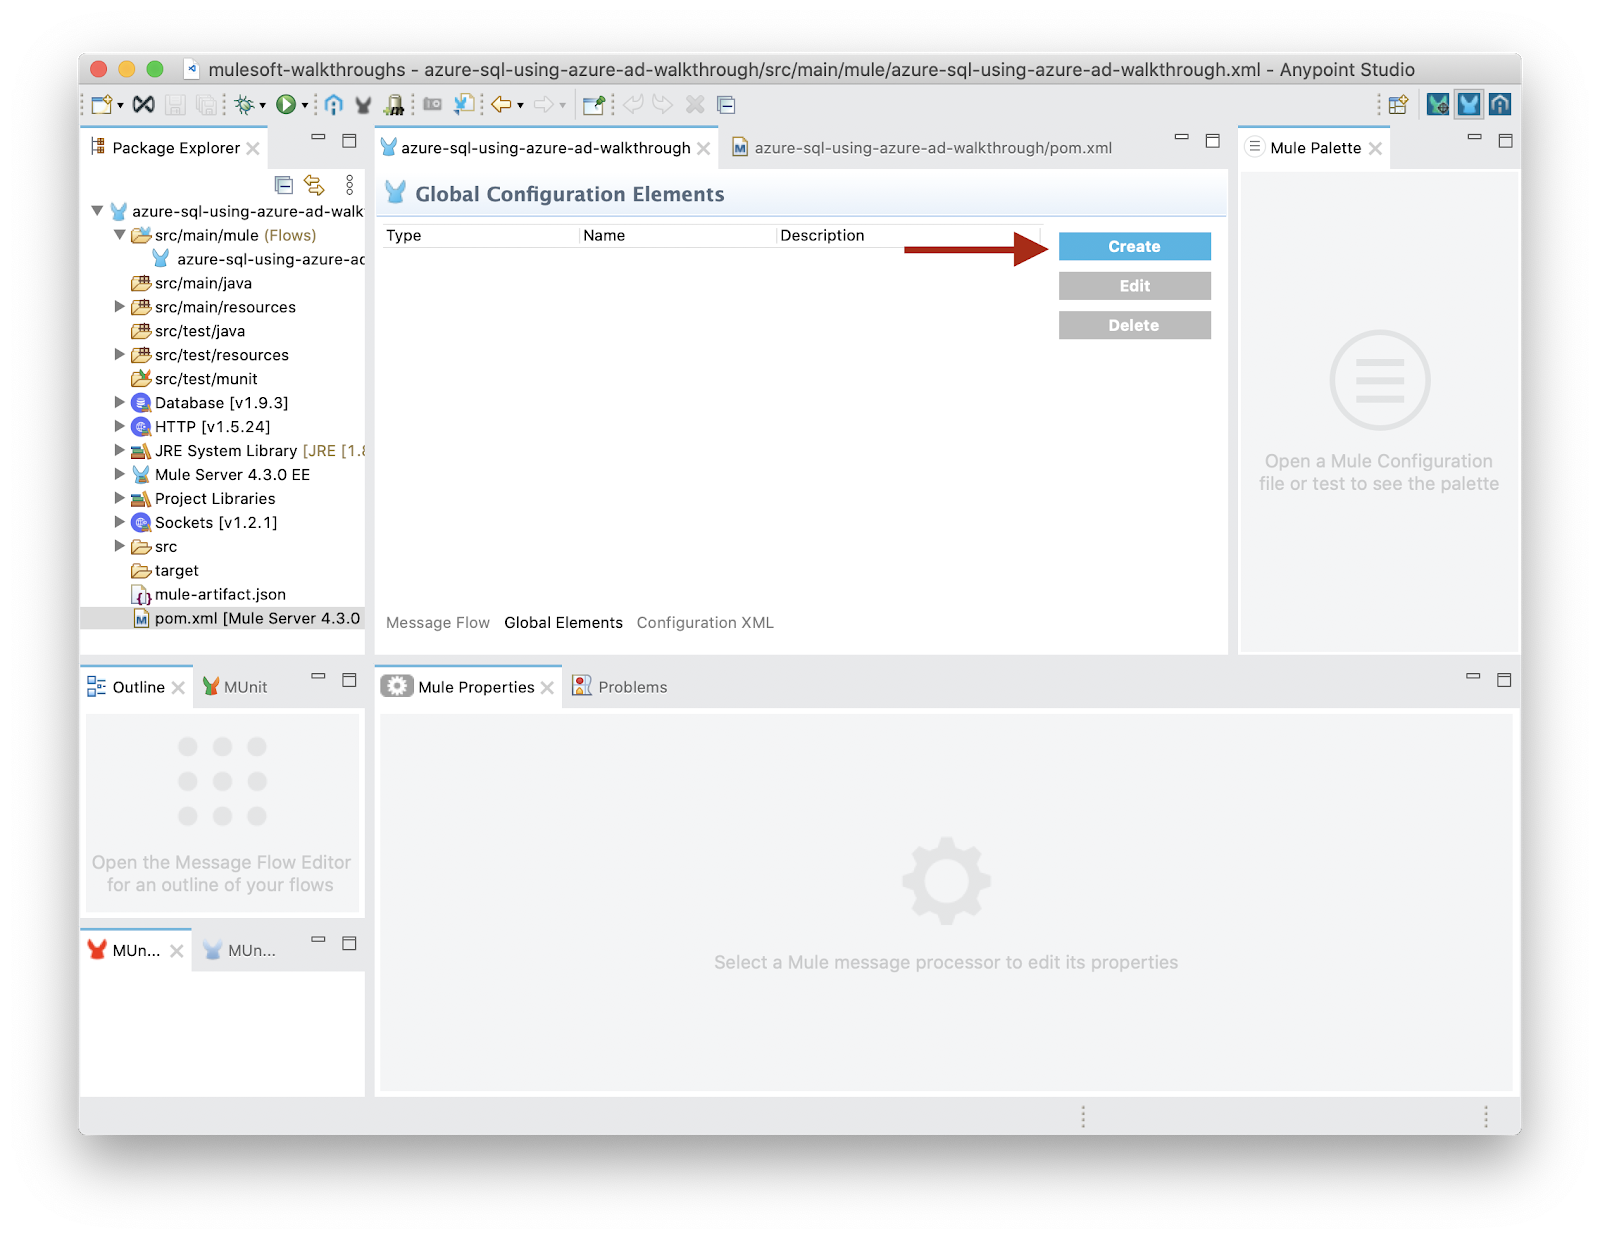 mulesoft-walkthroughs - azure-sql-using-azure-ad-walkthrough/src/main/mule/azure-sql-using-azure-ad-walkthrough.xml - Anypoint Studio
Package Explorer
azure-sql-using-azure-ad-walk
src/main/mule (Flows)
azure-sql-using-azure-ad
src/main/java
src/main/resources
src/test/java
src/test/resources
src/test/munit
Database [v1.9.3]
HTTP [v1.5.24]
JRE System Library [JRE [1.8
Mule Server 4.3.0 EE
Project Libraries
Sockets [v1.2.1]
src
target
mule-artifact.json
pom.xml [Mule Server 4.3.0
azure-sql-using-azure-ad-walkthrough
azure-sql-using-azure-ad-walkthrough/pom.xml
Global Configuration Elements
Type Name Description
Create
Edit
Delete
Message Flow Global Elements Configuration XML
Mule Palette
Open a Mule Configuration
file or test to see the palette
Outline
MUnit
Open the Message Flow Editor
for an outline of your flows
MUn...
MUn...
Mule Properties
Problems
Select a Mule message processor to edit its properties